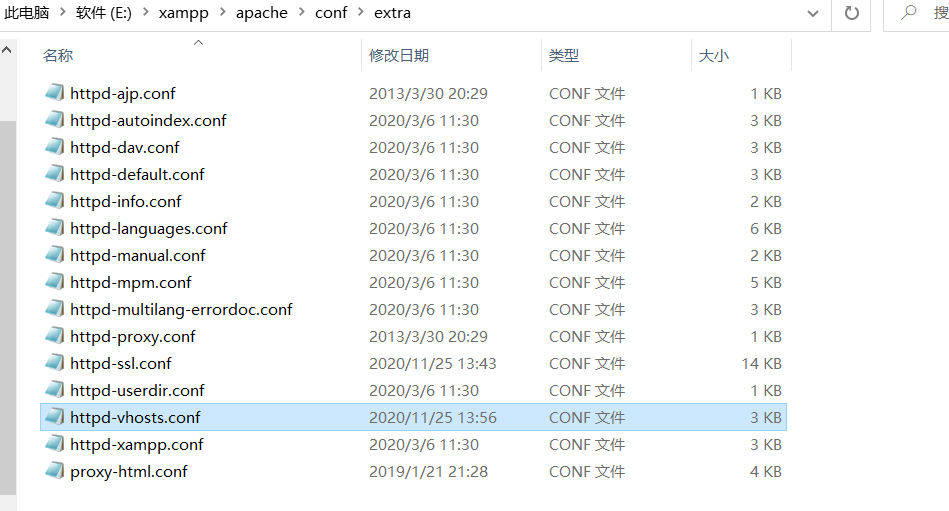 此电脑 > 软件 (E:) > xampp > apache > conf > extra 搜
名称 修改日期 类型 大小
httpd-ajp.conf 2013/3/30 20:29 CONF 文件 1 KB
httpd-autoindex.conf 2020/3/6 11:30 CONF 文件 3 KB
httpd-dav.conf 2020/3/6 11:30 CONF 文件 3 KB
httpd-default.conf 2020/3/6 11:30 CONF 文件 3 KB
httpd-info.conf 2020/3/6 11:30 CONF 文件 2 KB
httpd-languages.conf 2020/3/6 11:30 CONF 文件 6 KB
httpd-manual.conf 2020/3/6 11:30 CONF 文件 2 KB
httpd-mpm.conf 2020/3/6 11:30 CONF 文件 5 KB
httpd-multilang-errordoc.conf 2020/3/6 11:30 CONF 文件 3 KB
httpd-proxy.conf 2013/3/30 20:29 CONF 文件 1 KB
httpd-ssl.conf 2020/11/25 13:43 CONF 文件 14 KB
httpd-userdir.conf 2020/3/6 11:30 CONF 文件 1 KB
httpd-vhosts.conf 2020/11/25 13:56 CONF 文件 3 KB
httpd-xampp.conf 2020/3/6 11:30 CONF 文件 3 KB
proxy-html.conf 2019/1/21 21:28 CONF 文件 4 KB